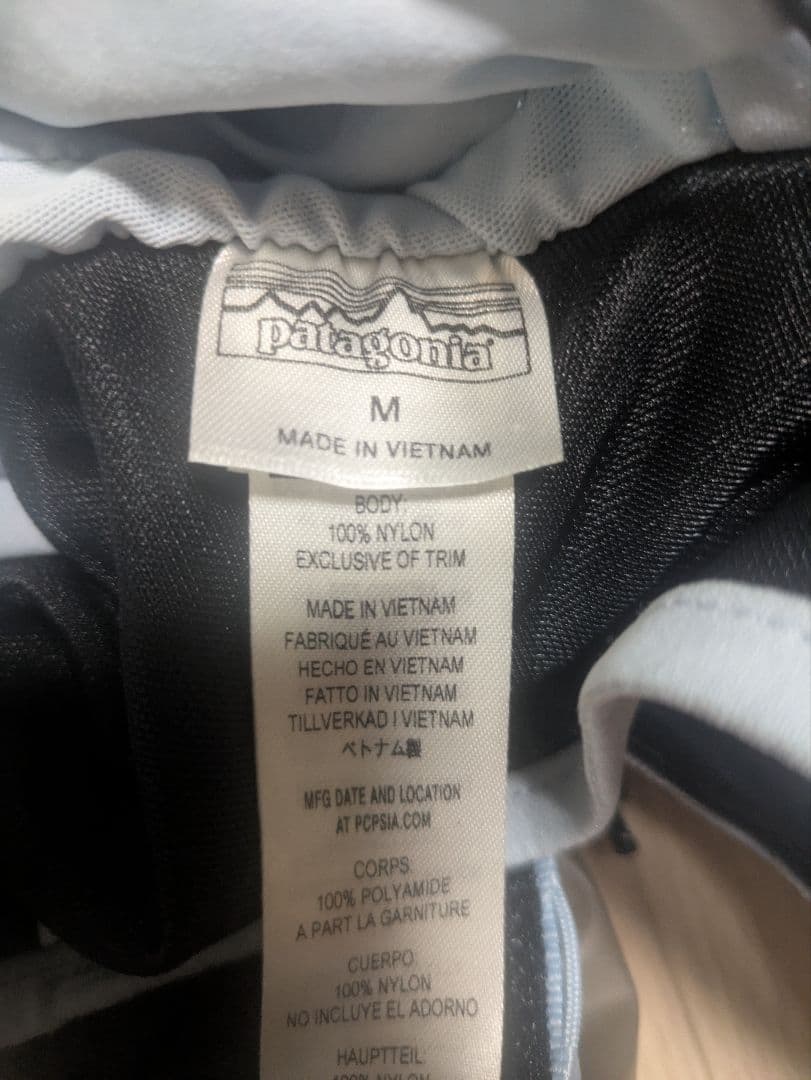 patagonia
M
MADE IN VIETNAM
BODY:
100% NYLON
EXCLUSIVE OF TRIM
MADE IN VIETNAM
FABRIQUÉ AU VIETNAM
HECHO EN VIETNAM
FATTO IN VIETNAM
TILLVERKAD I VIETNAM
ベトナム製
MFG DATE AND LOCATION
AT PCPSIA.COM
CORPS:
100% POLYAMIDE
A PART LA GARNITURE
CUERPO:
100% NYLON
NO INCLUYE EL ADORNO
HAUPTTEIL:
100% NYLON